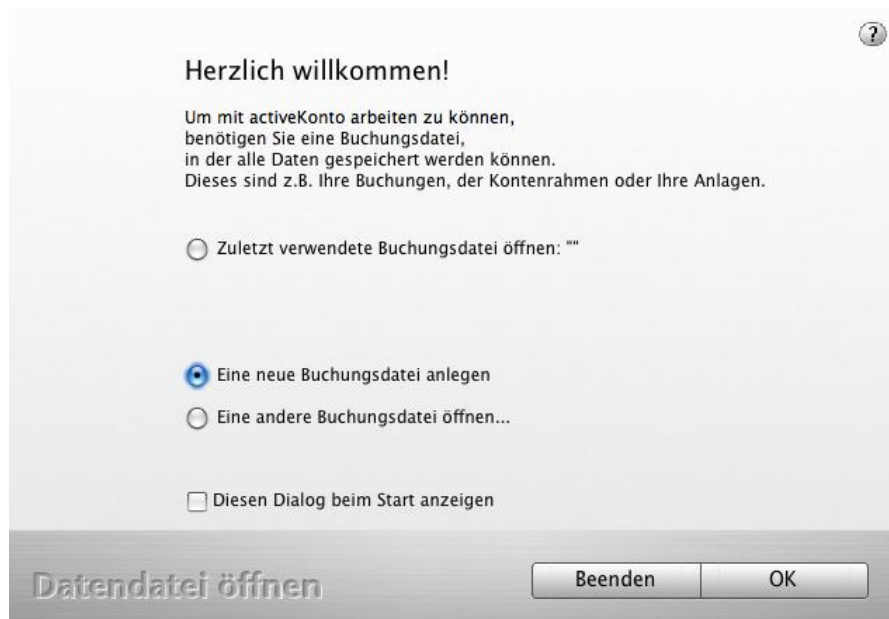 ?
Herzlich willkommen!
Um mit activeKonto arbeiten zu können,
benötigen Sie eine Buchungsdatei,
in der alle Daten gespeichert werden können.
Dieses sind z.B. Ihre Buchungen, der Kontenrahmen oder Ihre Anlagen.
Zuletzt verwendete Buchungsdatei öffnen: ""
Eine neue Buchungsdatei anlegen
Eine andere Buchungsdatei öffnen...
Diesen Dialog beim Start anzeigen
Datendatei öffnen
Beenden
OK